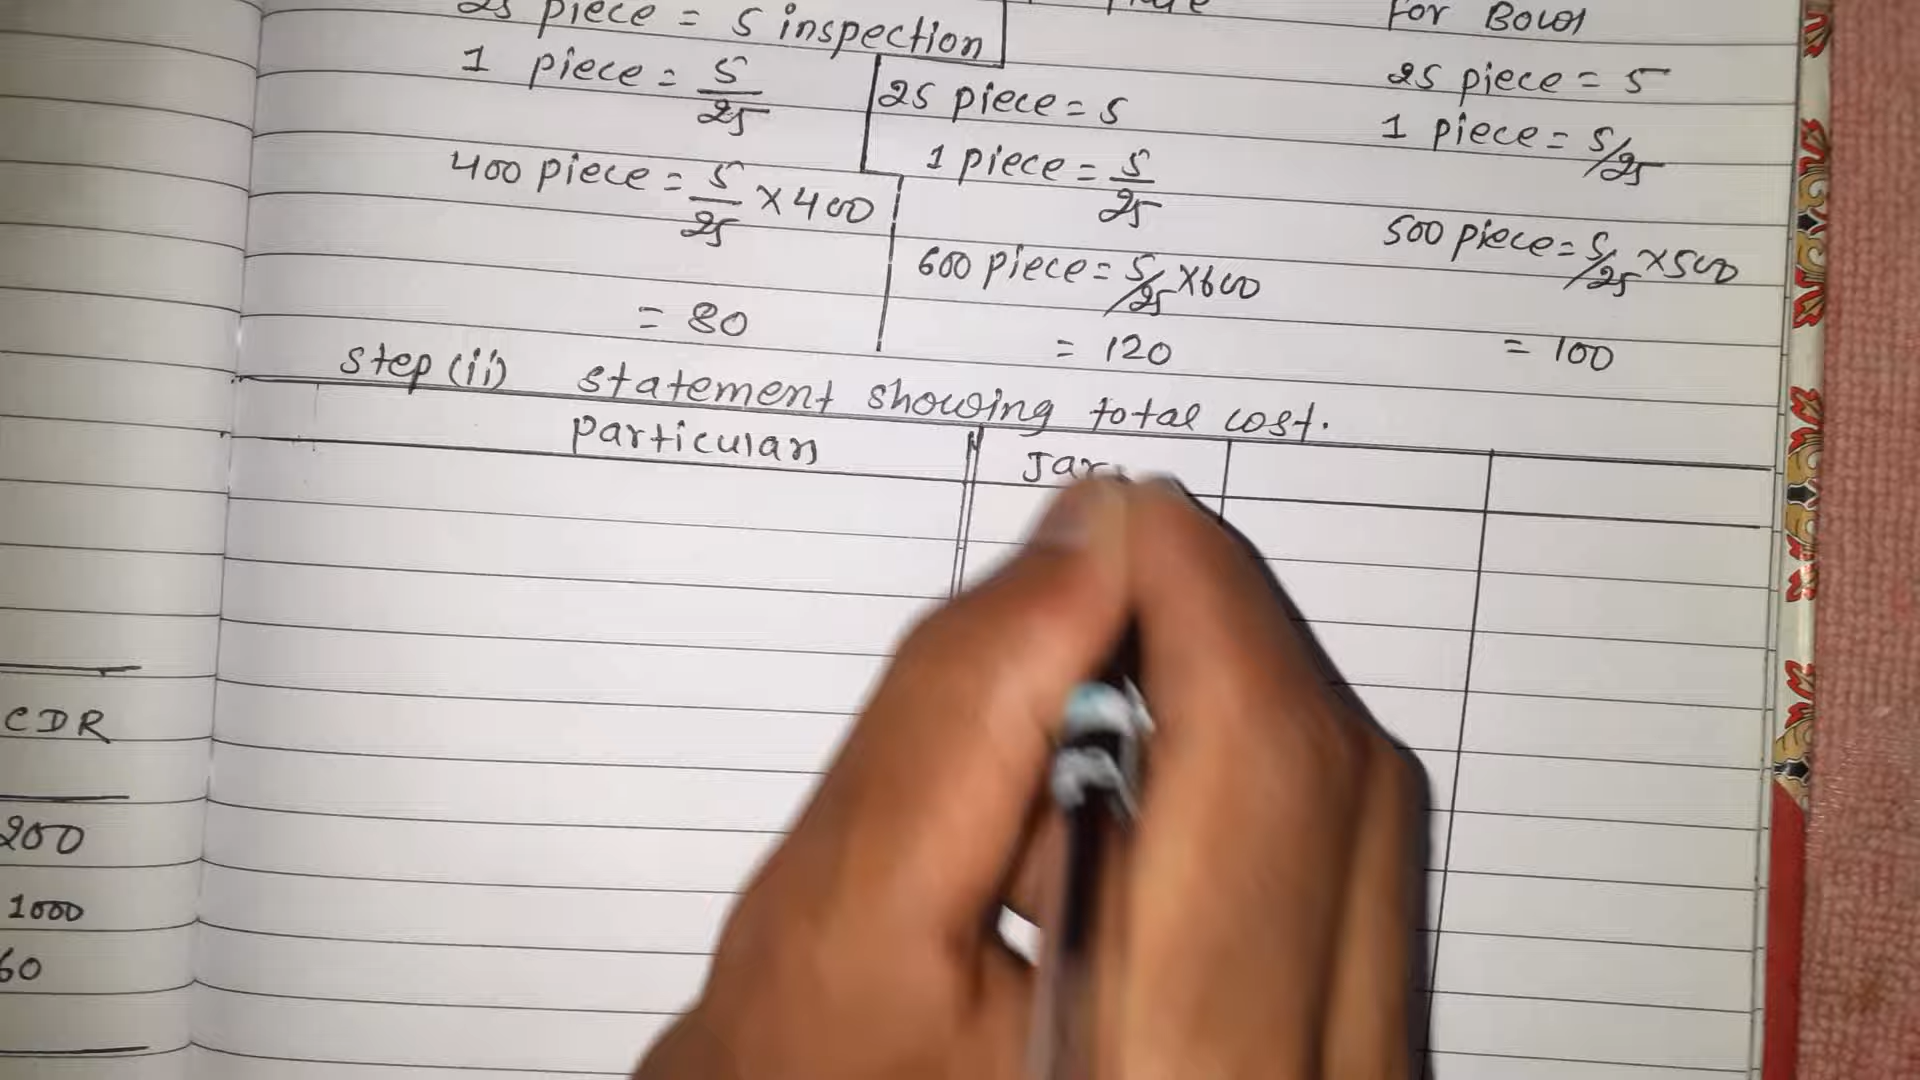 25 piece = 5 inspection
1 piece = 5/25
400 piece = 5/25 × 400
= 80
25 piece = 5
1 piece = 5/25
600 piece = 5/25 × 600
= 120
For Bowl
25 piece = 5
1 piece = 5/25
500 piece = 5/25 × 500
= 100
Step (ii) statement showing total cost.
Particulars
Jar
CDR
200
1000
60